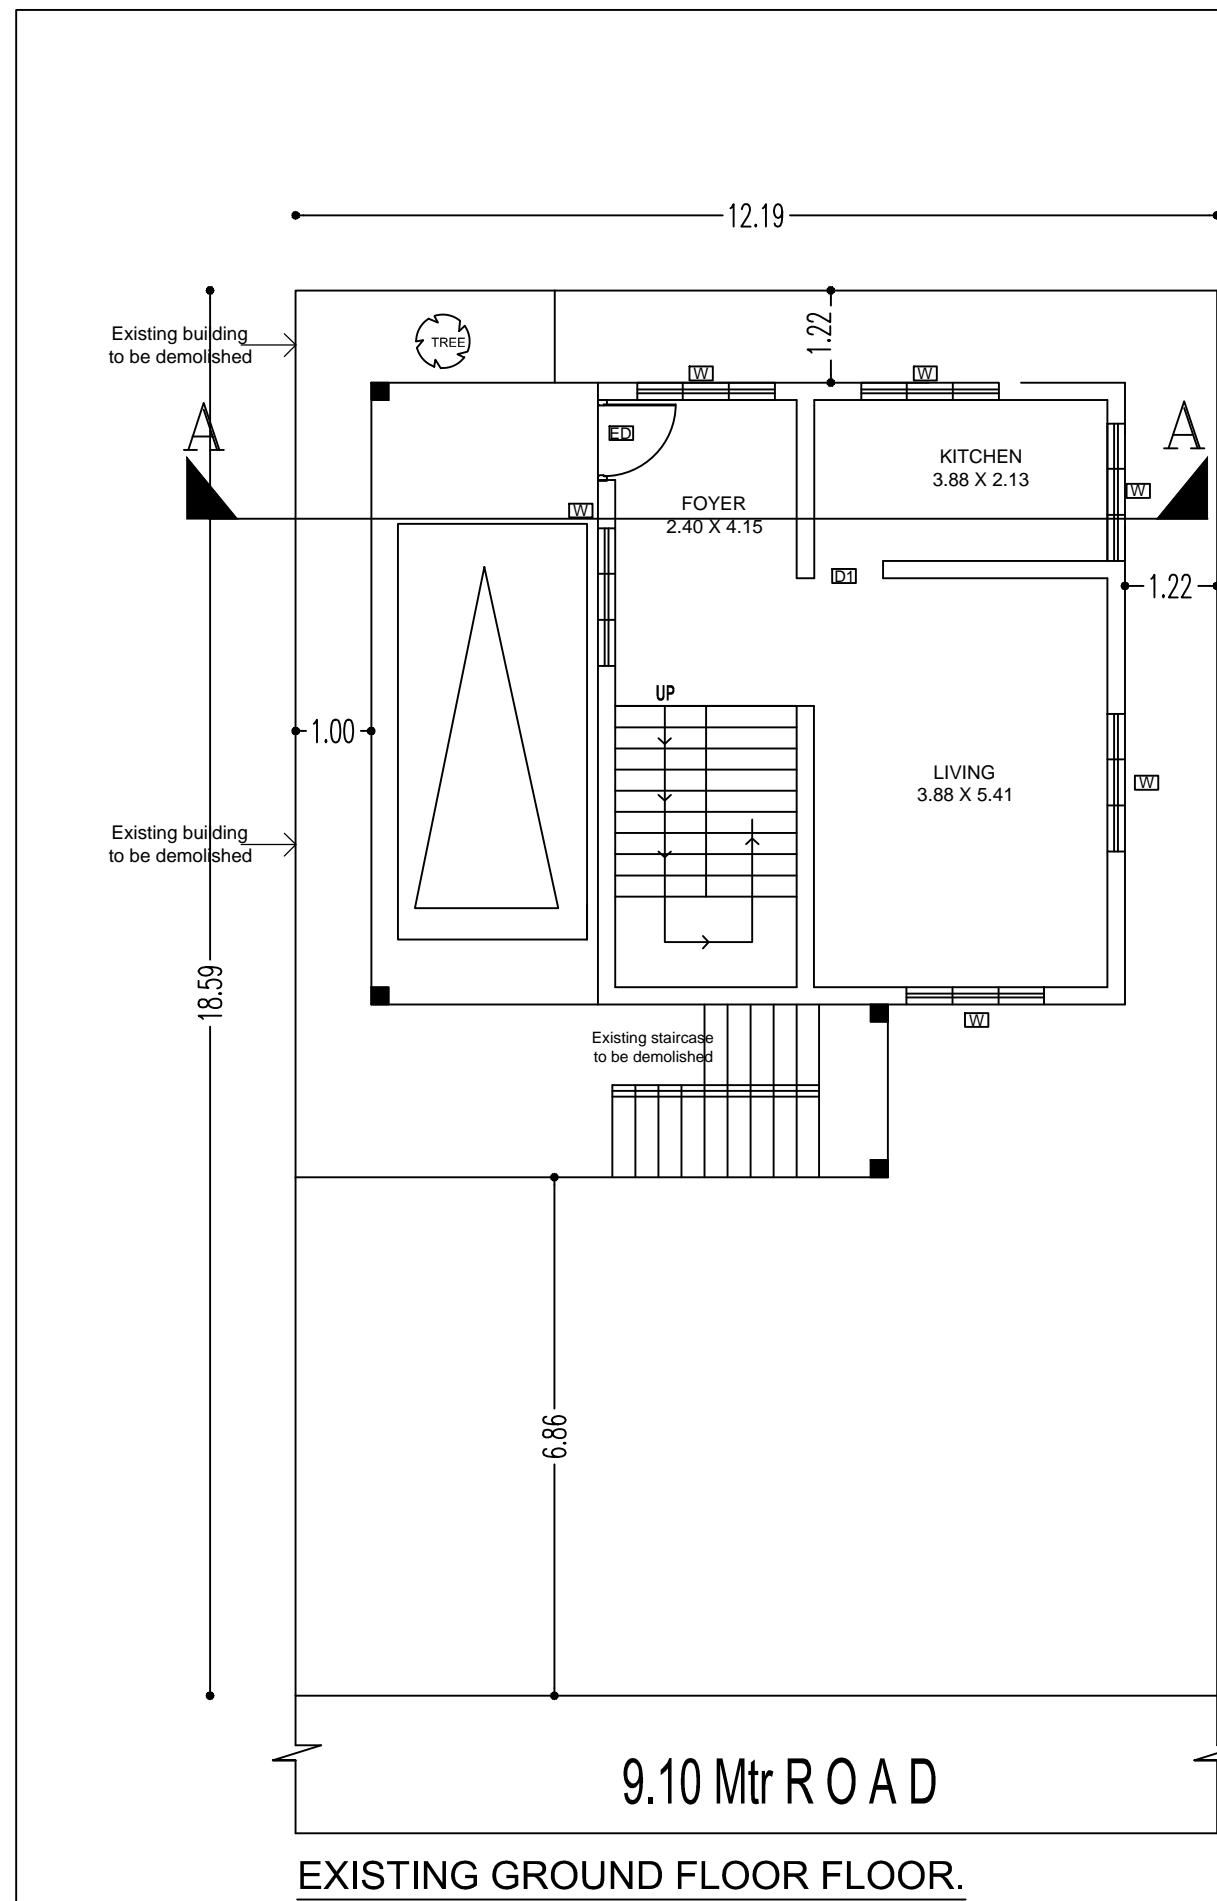 12.19
Existing building
to be demolished
TREE
1.22
W
W
A
A
ED
KITCHEN
3.88 X 2.13
W
FOYER
2.40 X 4.15
W
D1
1.22
UP
1.00
LIVING
3.88 X 5.41
W
Existing building
to be demolished
18.59
W
Existing staircase
to be demolished
6.86
9.10 Mtr R O A D
EXISTING GROUND FLOOR FLOOR.